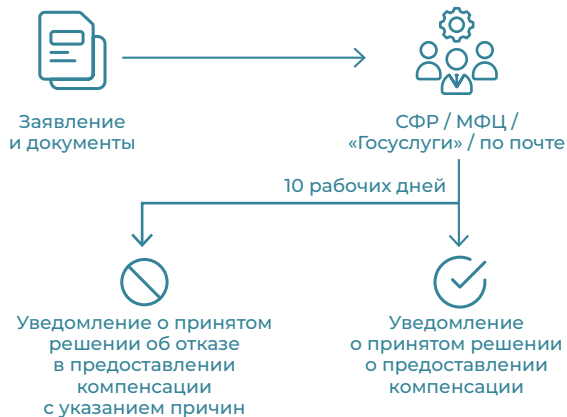 Заявление
и документы
СФР / МФЦ /
«Госуслуги» / по почте
10 рабочих дней
Уведомление о принятом
решении об отказе
в предоставлении
компенсации
с указанием причин
Уведомление
о принятом решении
о предоставлении
компенсации